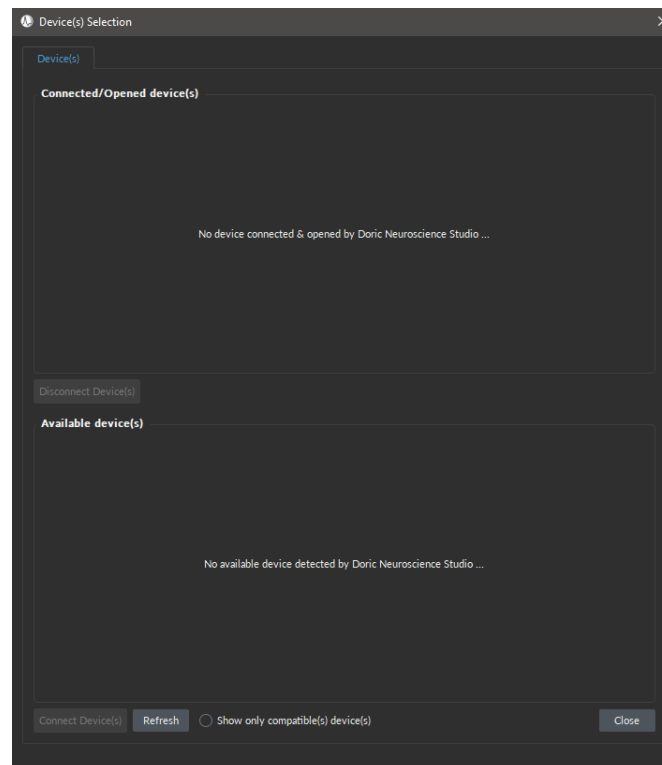 Device(s) Selection
Device(s)
Connected/Opened device(s)
No device connected & opened by Doric Neuroscience Studio ...
Disconnect Device(s)
Available device(s)
No available device detected by Doric Neuroscience Studio ...
Connect Device(s) Refresh Show only compatible(s) device(s) Close